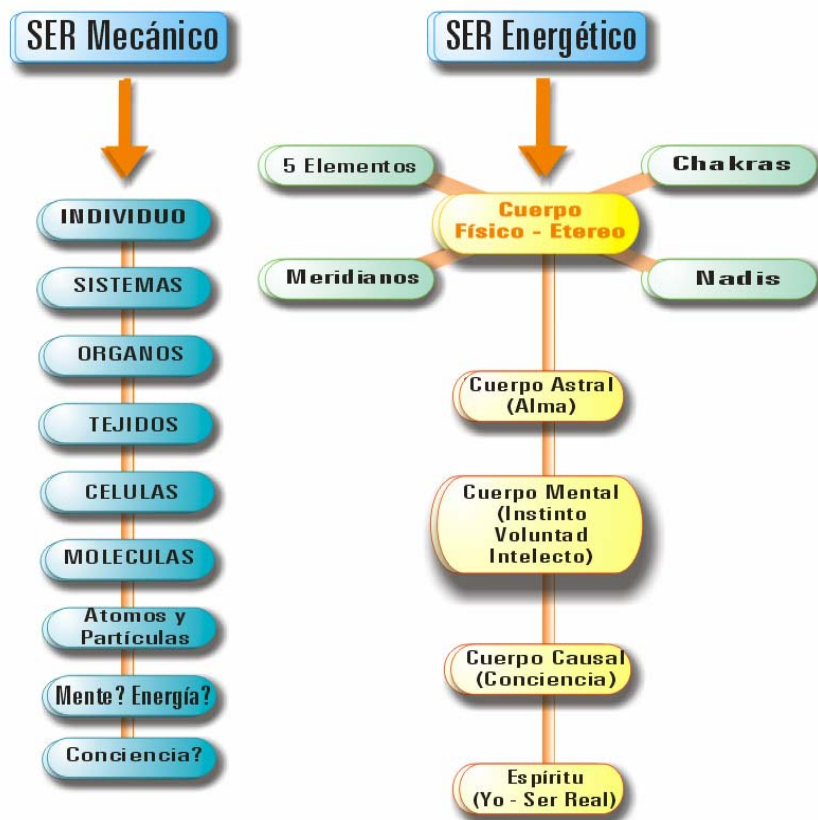 SER Mecánico
INDIVIDUO
SISTEMAS
ORGANOS
TEJIDOS
CELULAS
MOLECULAS
Atomos y
Partículas
Mente? Energía?
Conciencia?
SER Energético
5 Elementos
Chakras
Cuerpo
Físico - Etereo
Meridianos
Nadis
Cuerpo Astral
(Alma)
Cuerpo Mental
(Instinto
Voluntad
Intelecto)
Cuerpo Causal
(Conciencia)
Espíritu
(Yo - Ser Real)